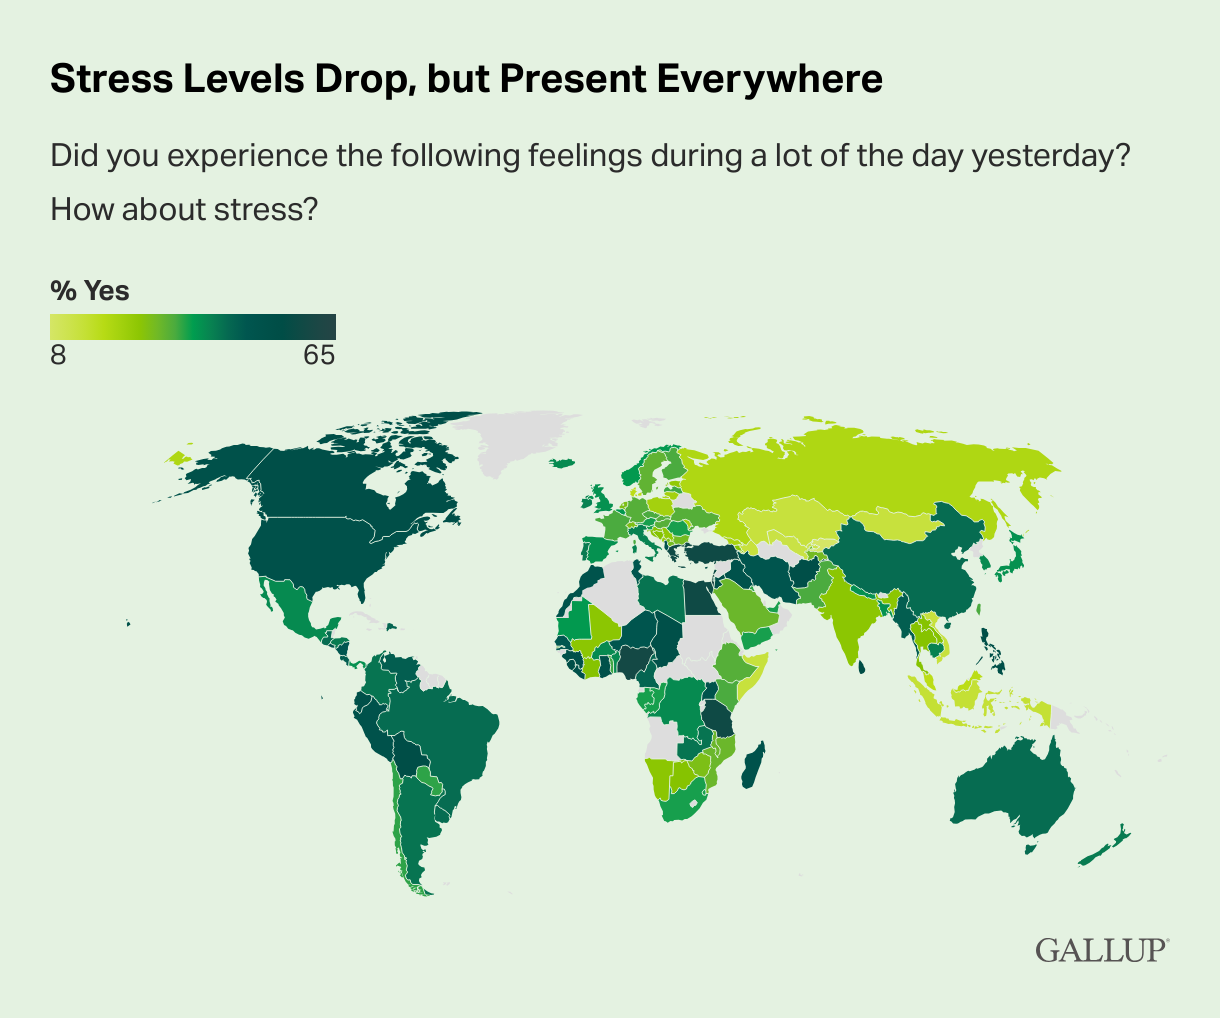 Stress Levels Drop, but Present Everywhere
Did you experience the following feelings during a lot of the day yesterday?
How about stress?
% Yes
8 65
GALLUP®